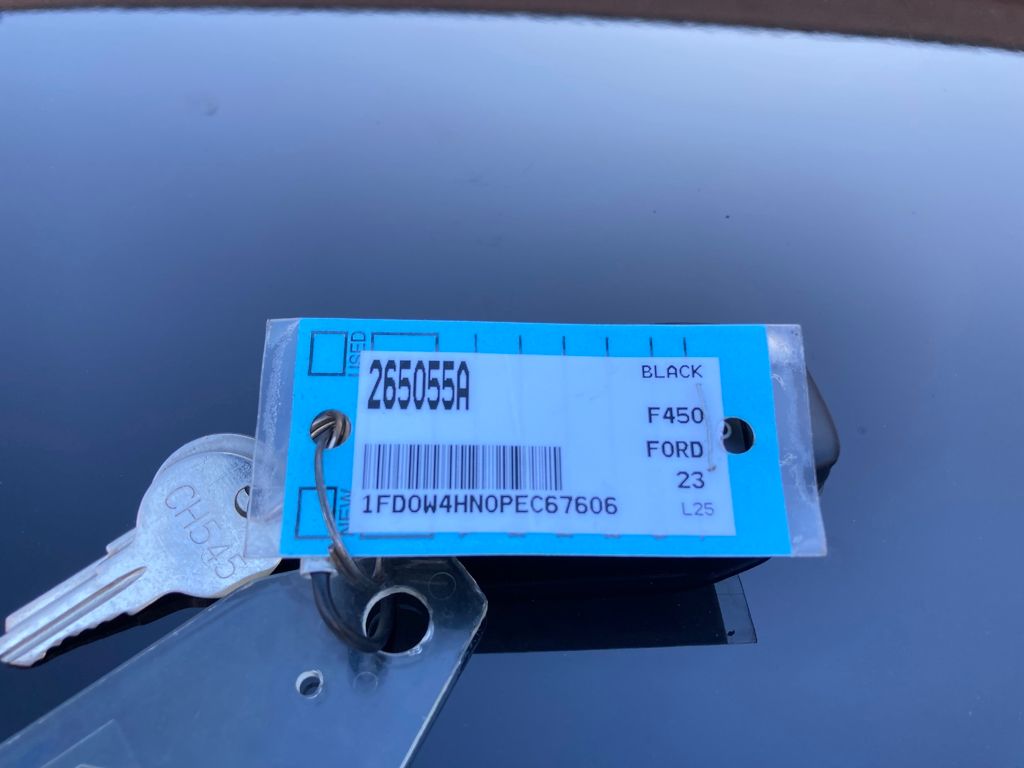 USED
265055A
BLACK
F450
FORD
23
1FD0W4HN0PEC67606
L25
NEW
CH545